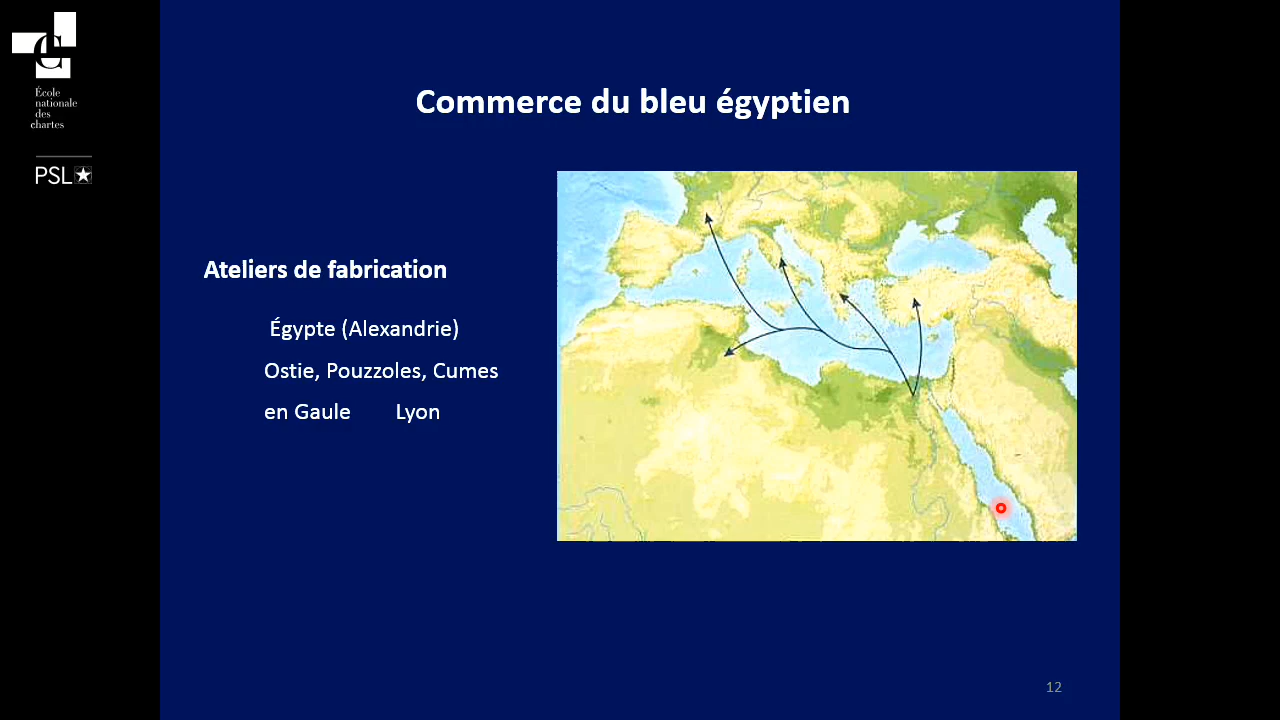 École
nationale
des
chartes
PSL
Commerce du bleu égyptien
Ateliers de fabrication
Égypte (Alexandrie)
Ostie, Pouzzoles, Cumes
en Gaule Lyon
12